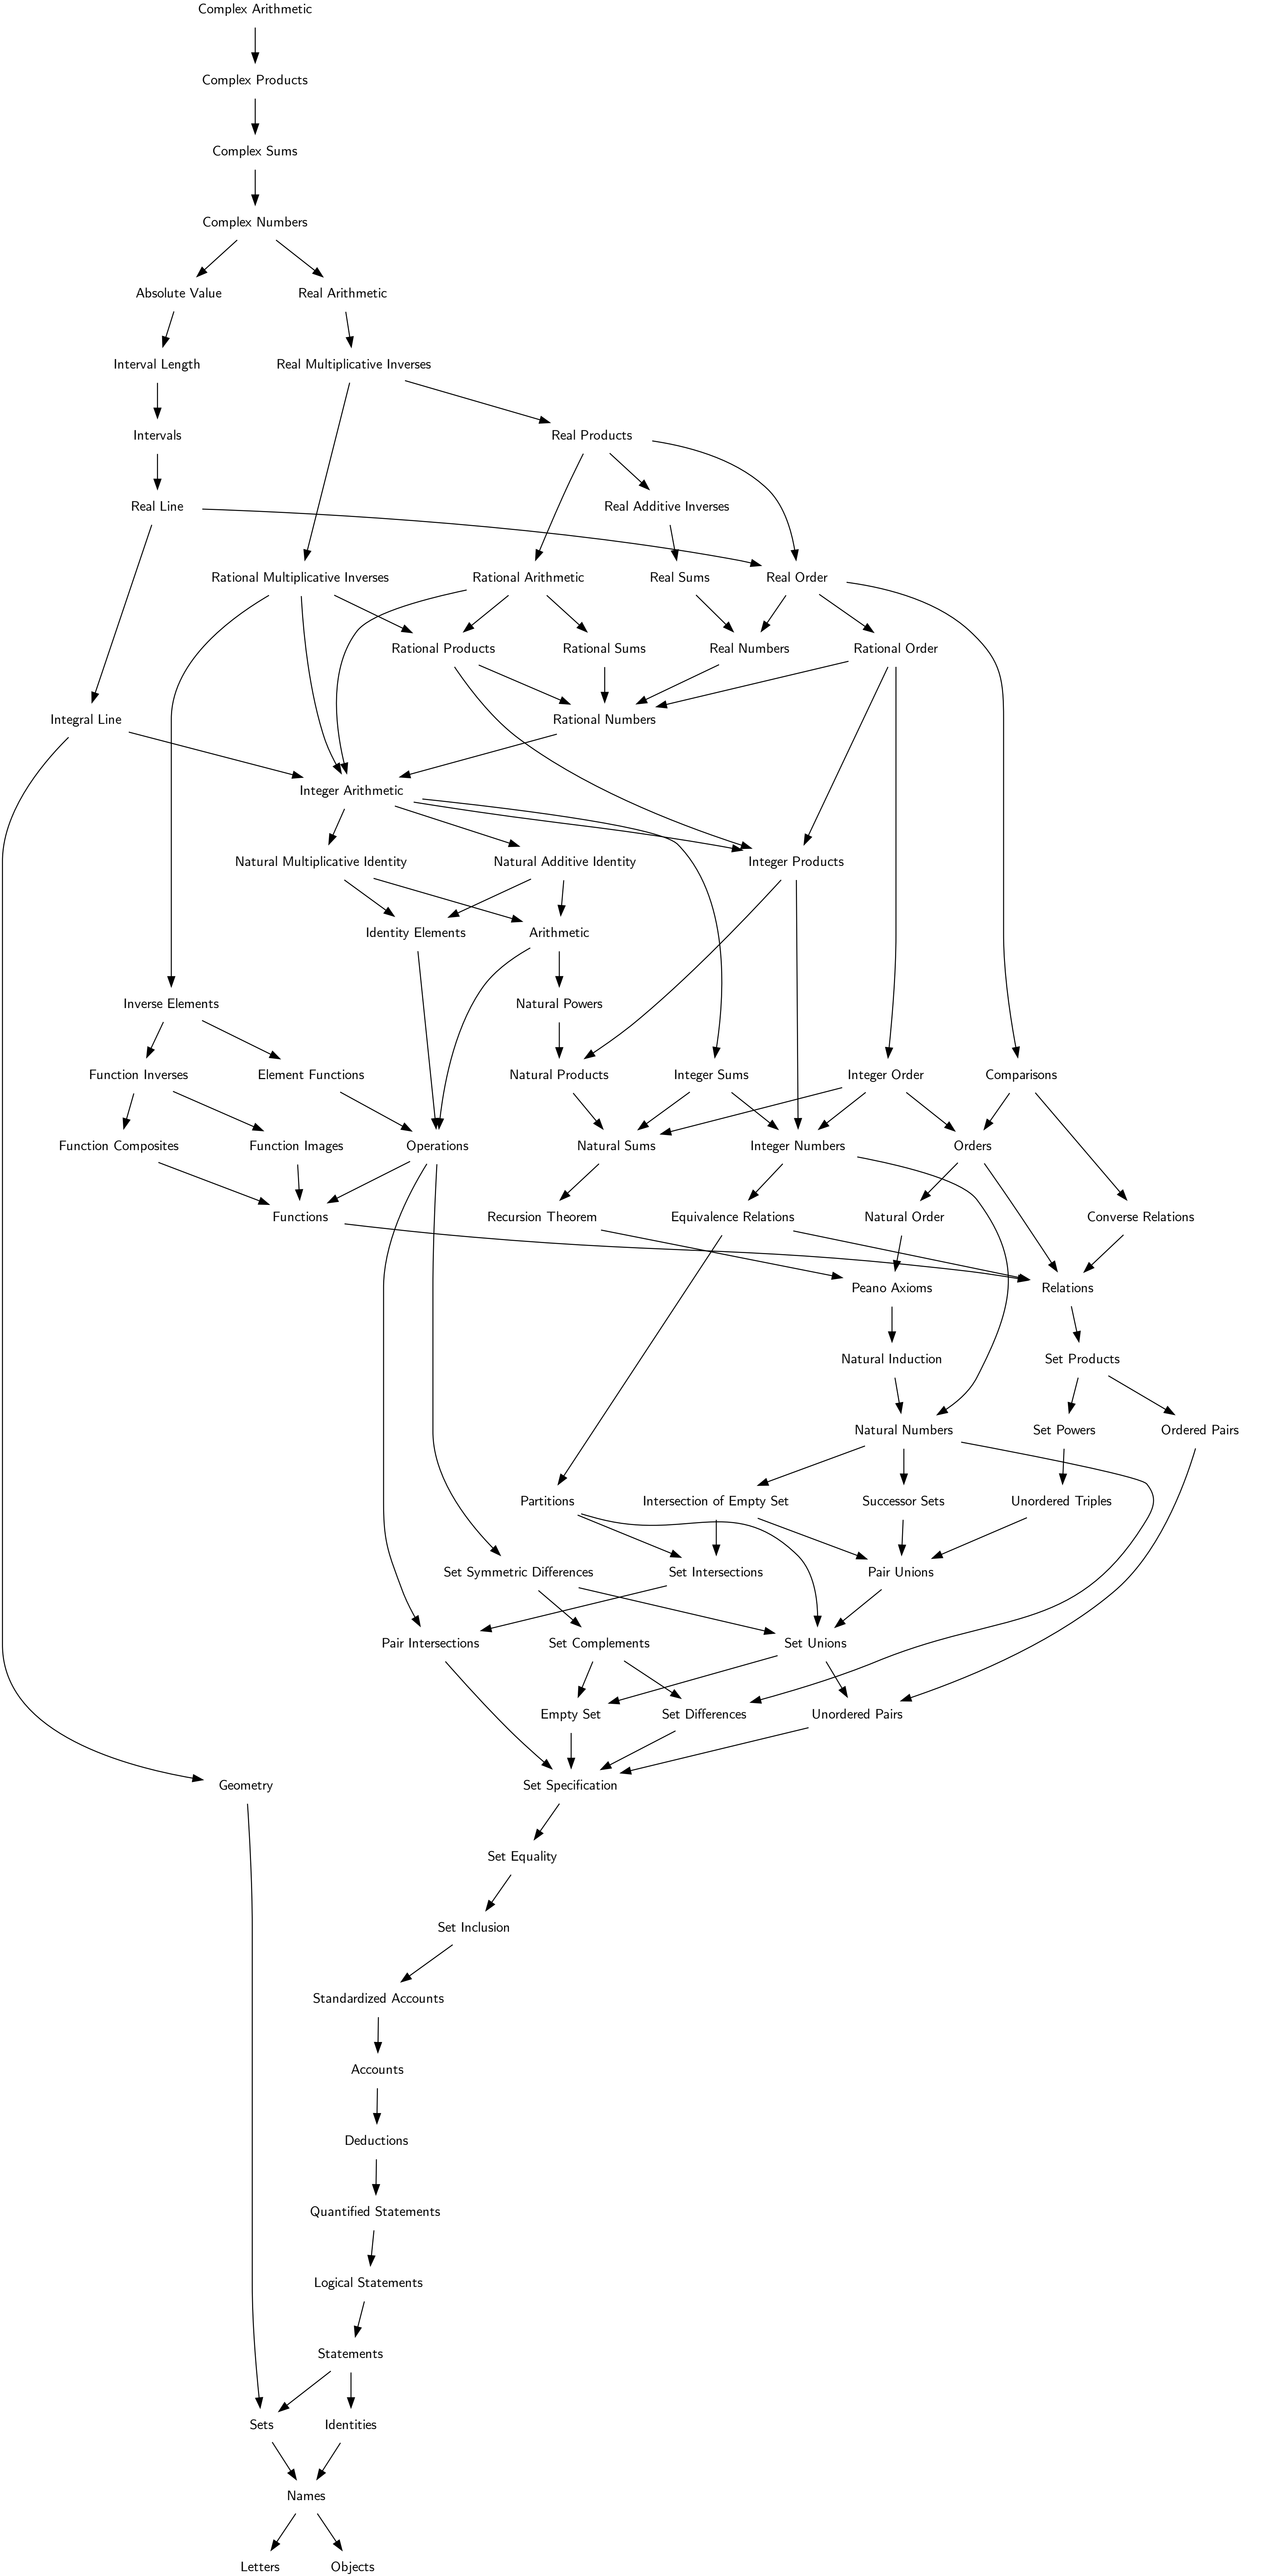 Complex Arithmetic
Complex Products
Complex Sums
Complex Numbers
Absolute Value
Real Arithmetic
Interval Length
Real Multiplicative Inverses
Intervals
Real Products
Real Line
Real Additive Inverses
Rational Multiplicative Inverses
Rational Arithmetic
Real Sums
Real Order
Rational Products
Rational Sums
Real Numbers
Rational Order
Integral Line
Rational Numbers
Integer Arithmetic
Natural Multiplicative Identity
Natural Additive Identity
Integer Products
Identity Elements
Arithmetic
Inverse Elements
Natural Powers
Function Inverses
Element Functions
Natural Products
Integer Sums
Integer Order
Comparisons
Function Composites
Function Images
Operations
Natural Sums
Integer Numbers
Orders
Functions
Recursion Theorem
Equivalence Relations
Natural Order
Converse Relations
Peano Axioms
Relations
Natural Induction
Set Products
Natural Numbers
Set Powers
Ordered Pairs
Partitions
Intersection of Empty Set
Successor Sets
Unordered Triples
Set Symmetric Differences
Set Intersections
Pair Unions
Pair Intersections
Set Complements
Set Unions
Empty Set
Set Differences
Unordered Pairs
Geometry
Set Specification
Set Equality
Set Inclusion
Standardized Accounts
Accounts
Deductions
Quantified Statements
Logical Statements
Statements
Sets
Identities
Names
Letters
Objects